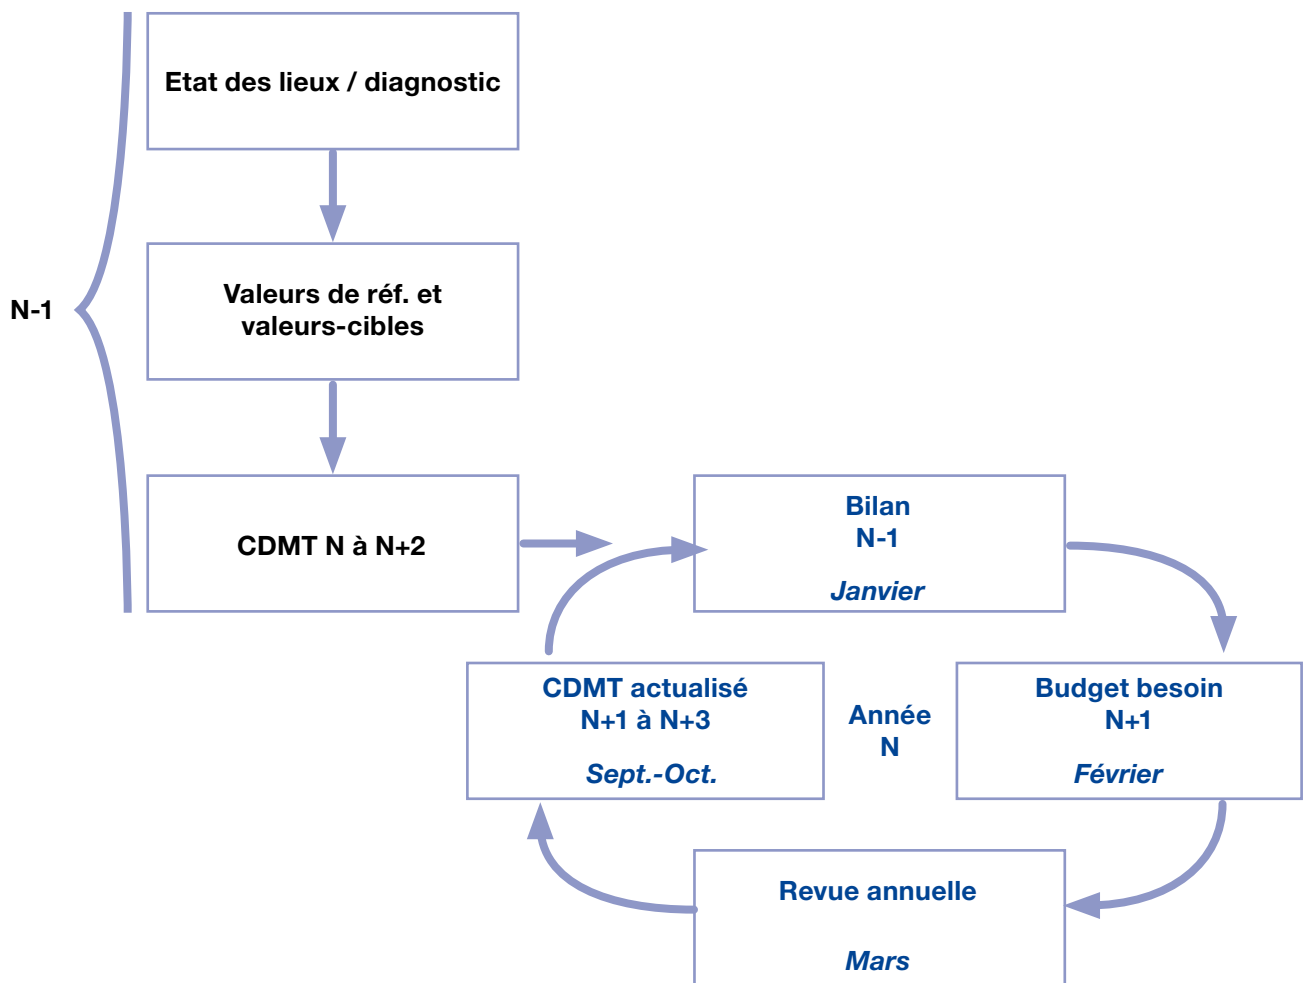 Etat des lieux / diagnostic
N-1
Valeurs de réf. et
valeurs-cibles
CDMT N à N+2
Bilan
N-1
Janvier
CDMT actualisé
N+1 à N+3
Sept.-Oct.
Année
N
Budget besoin
N+1
Février
Revue annuelle
Mars